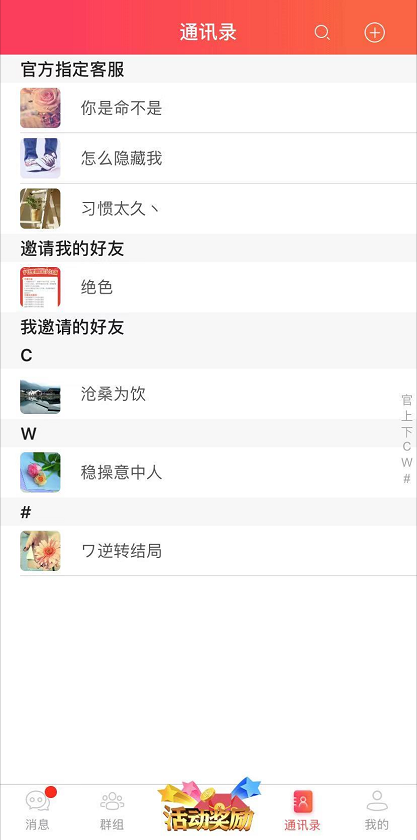 通讯录
官方指定客服
你是命不是
怎么隐藏我
习惯太久丶
邀请我的好友
绝色
我邀请的好友
C
沧桑为饮
W
稳操意中人
#
ワ逆转结局
官
上
下
C
W
#
消息
群组
活动奖励
通讯录
我的